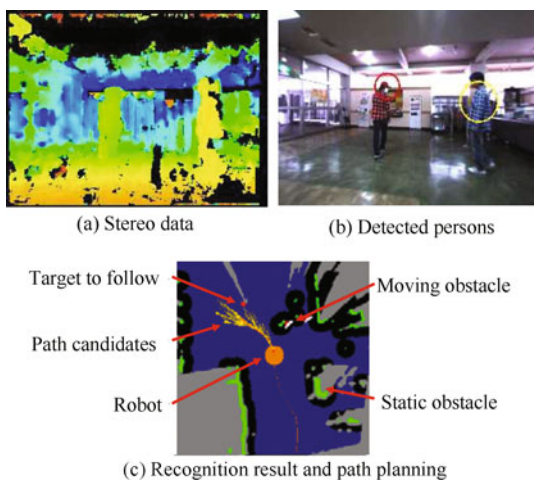 (a) Stereo data
(b) Detected persons
Target to follow
Moving obstacle
Path candidates
Robot
Static obstacle
(c) Recognition result and path planning